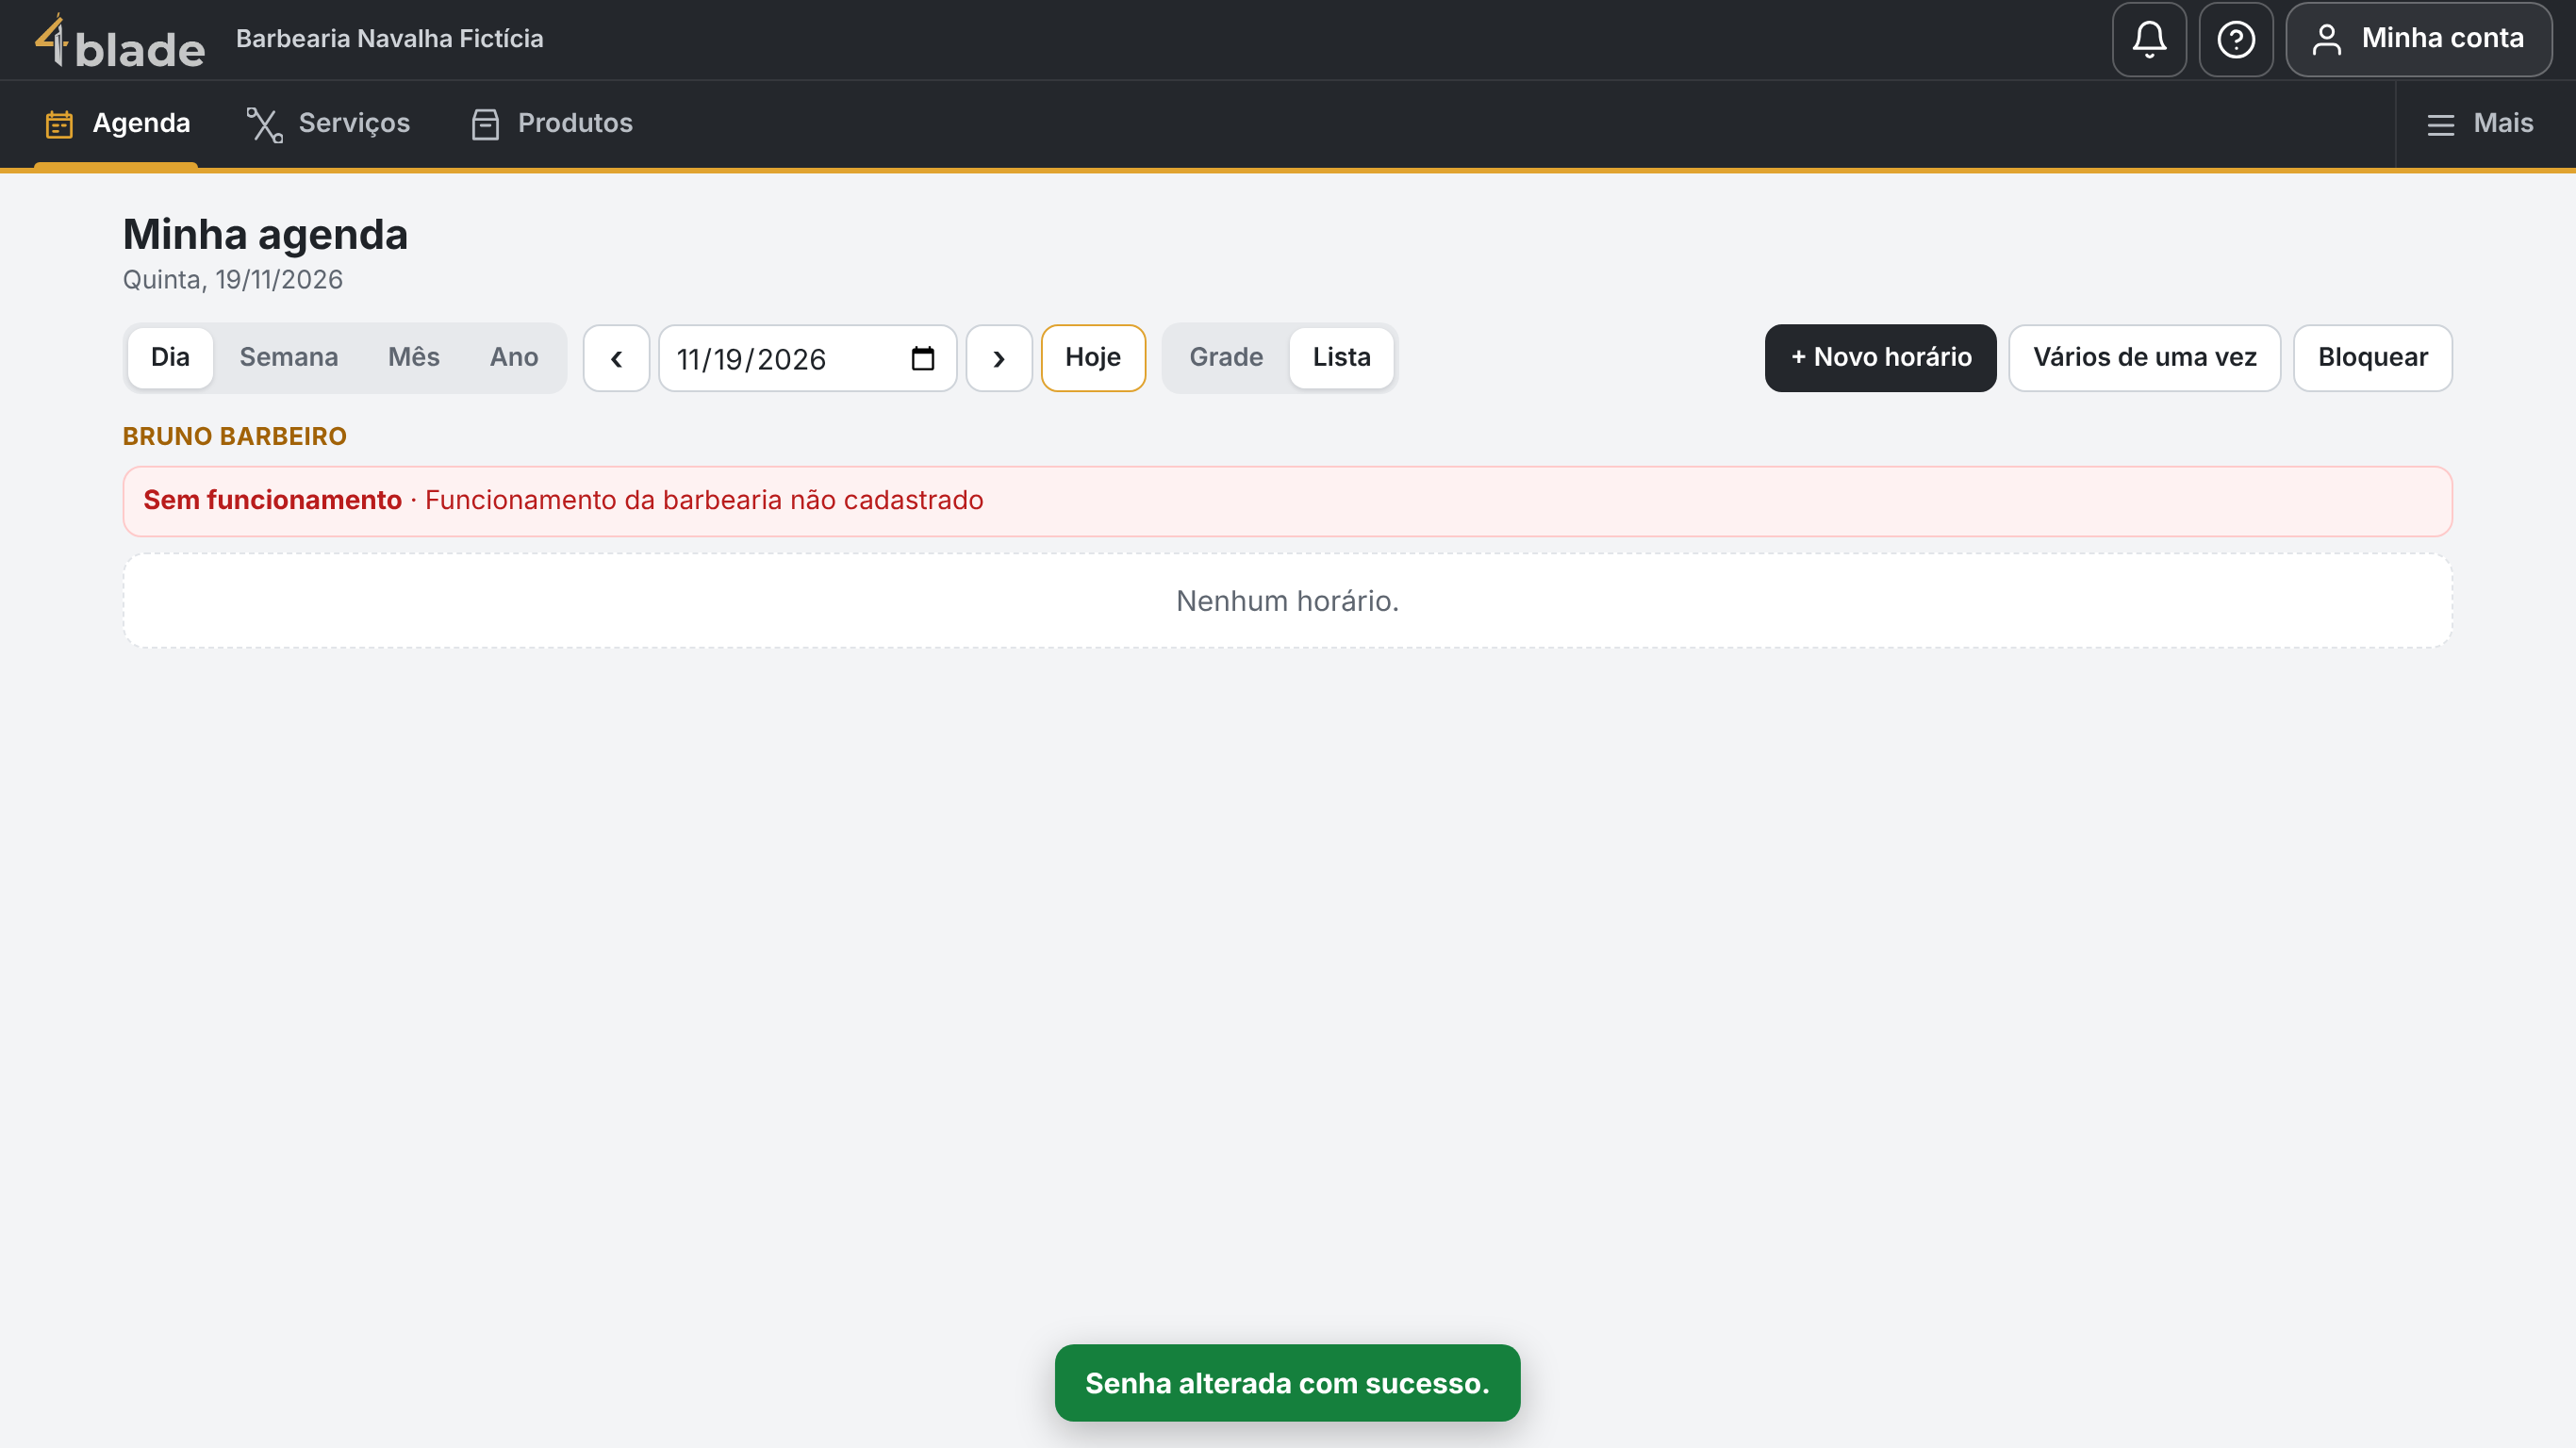 4blade Barbearia Navalha Fictícia Minha conta
Agenda Serviços Produtos Mais
Minha agenda
Quinta, 19/11/2026
Dia Semana Mês Ano ‹ 11/19/2026 › Hoje Grade Lista + Novo horário Vários de uma vez Bloquear
BRUNO BARBEIRO
Sem funcionamento · Funcionamento da barbearia não cadastrado
Nenhum horário.
Senha alterada com sucesso.